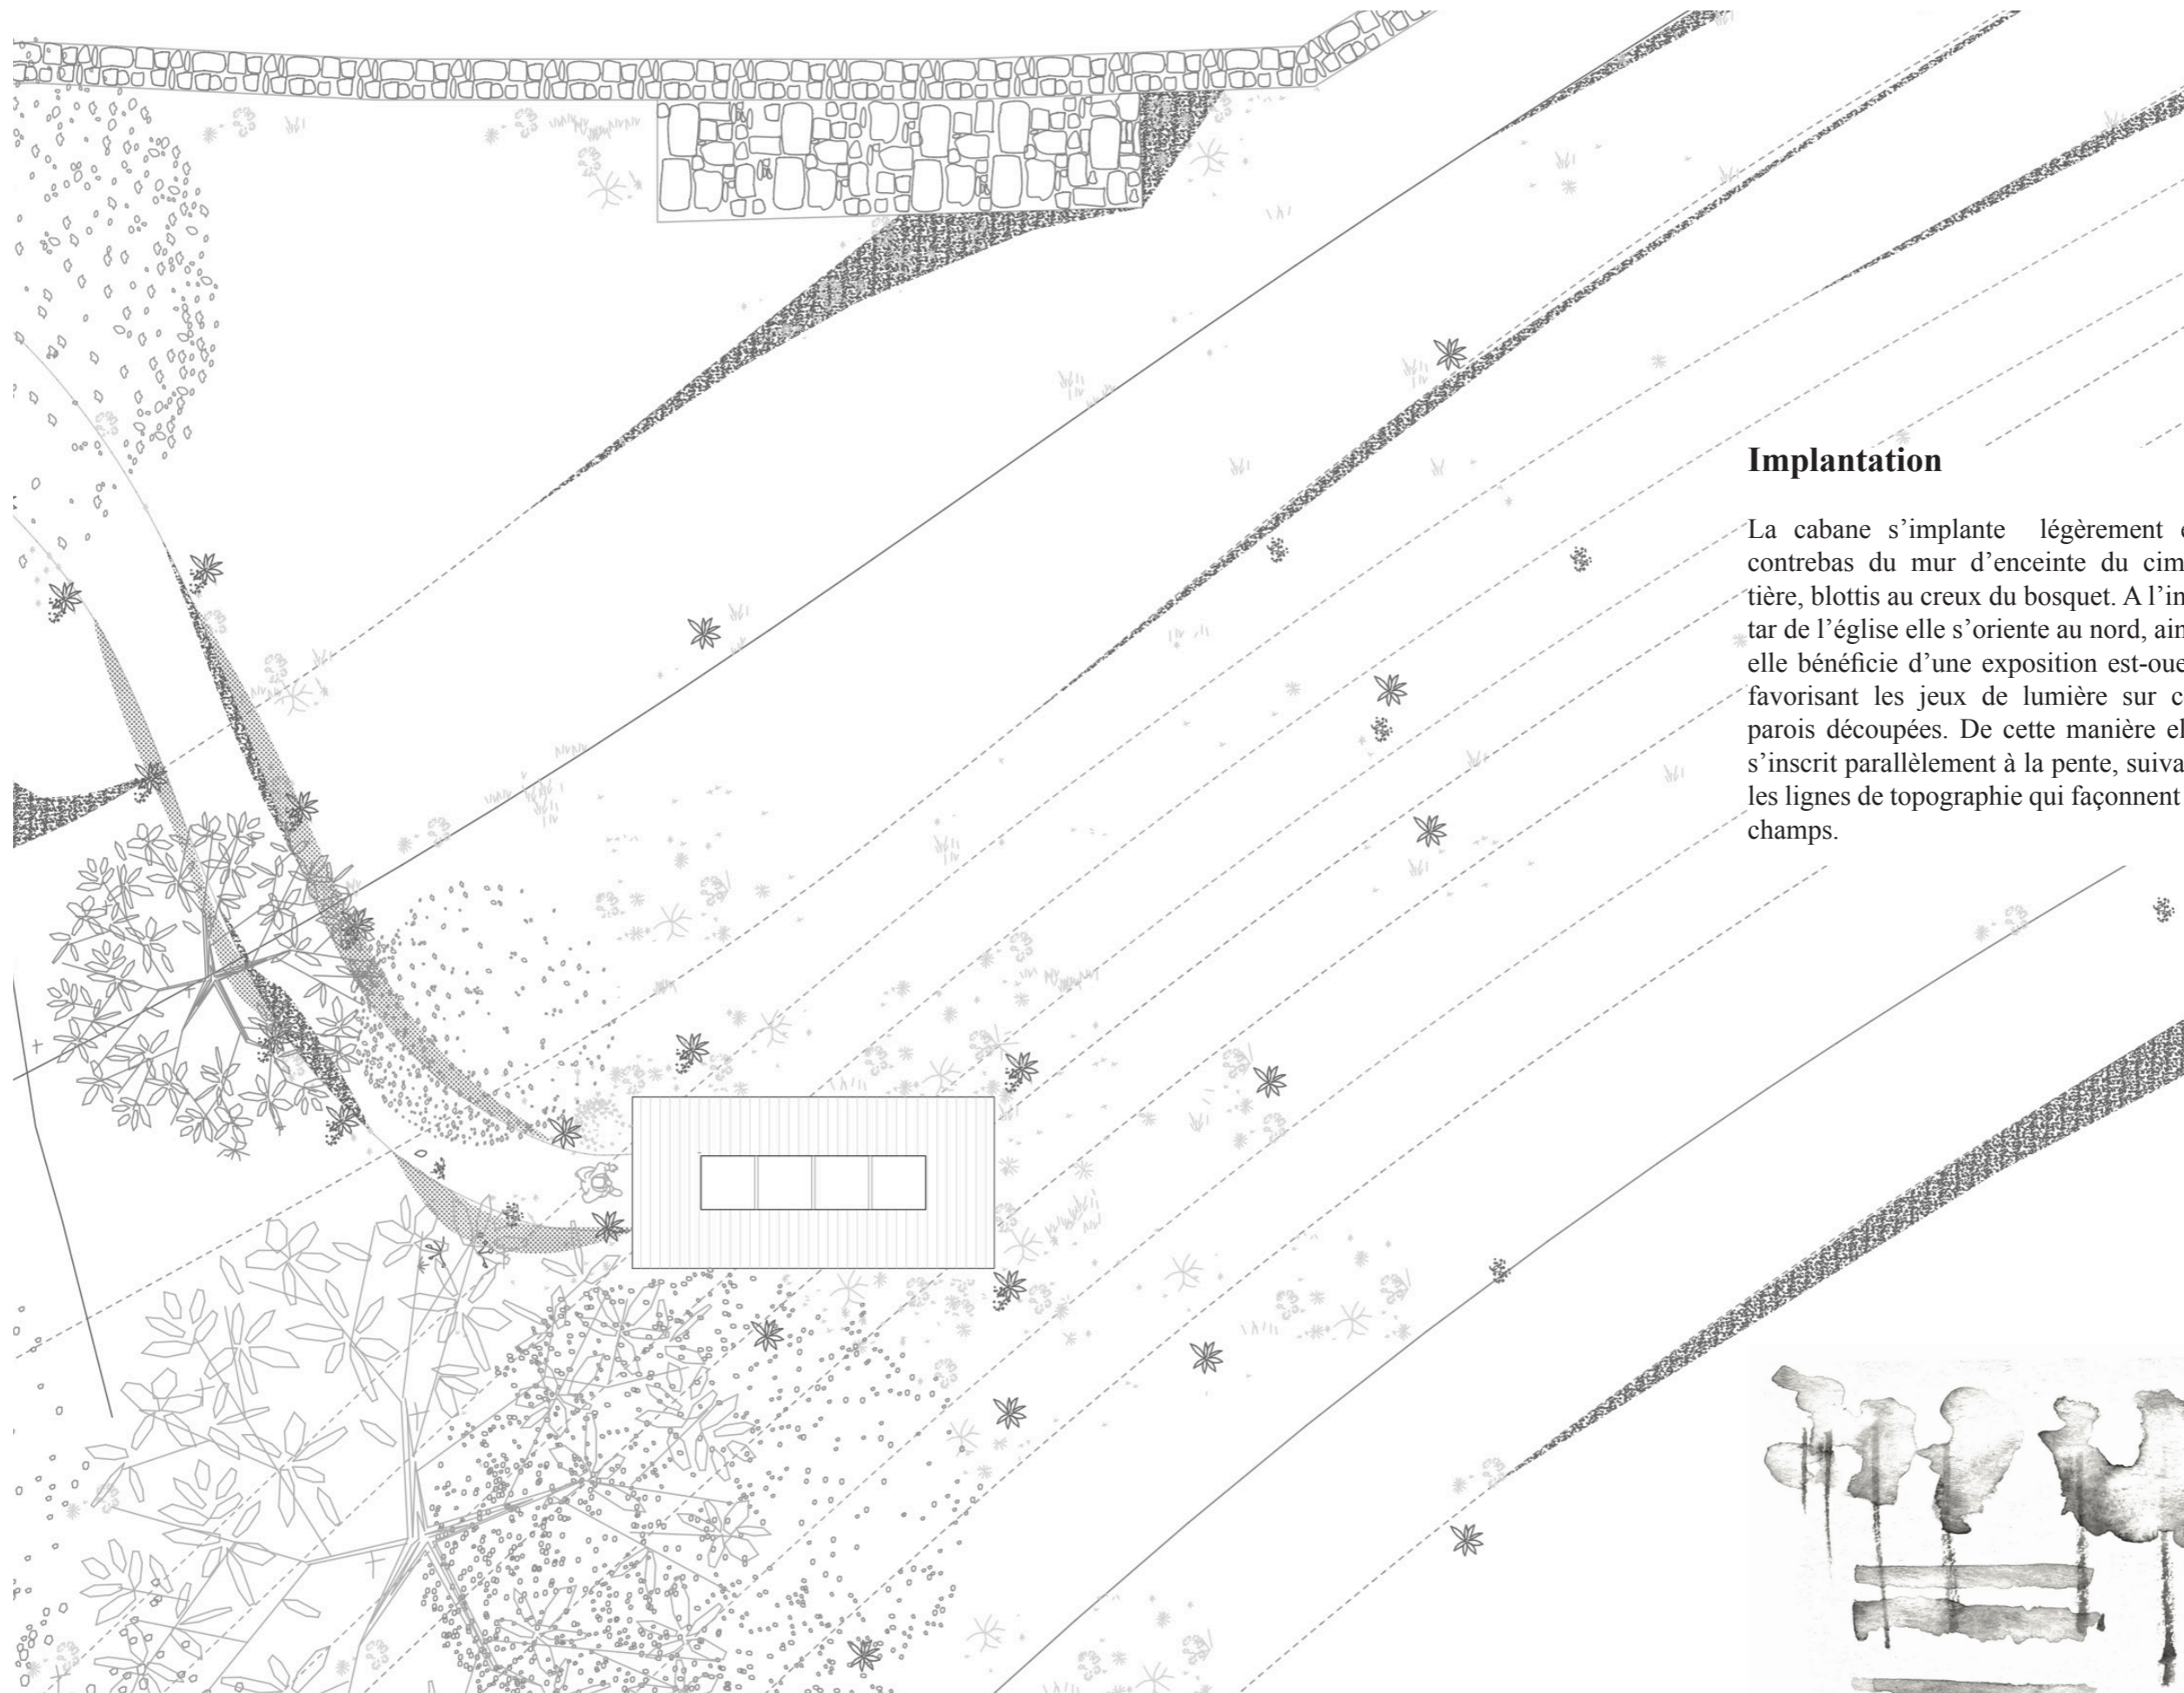 Implantation
La cabane s’implante légèrement e
contrebas du mur d’enceinte du cim
tière, blottis au creux du bosquet. A l’in
tar de l’église elle s’oriente au nord, ain
elle bénéficie d’une exposition est-oue
favorisant les jeux de lumière sur c
parois découpées. De cette manière el
s’inscrit parallèlement à la pente, suiva
les lignes de topographie qui façonnent
champs.